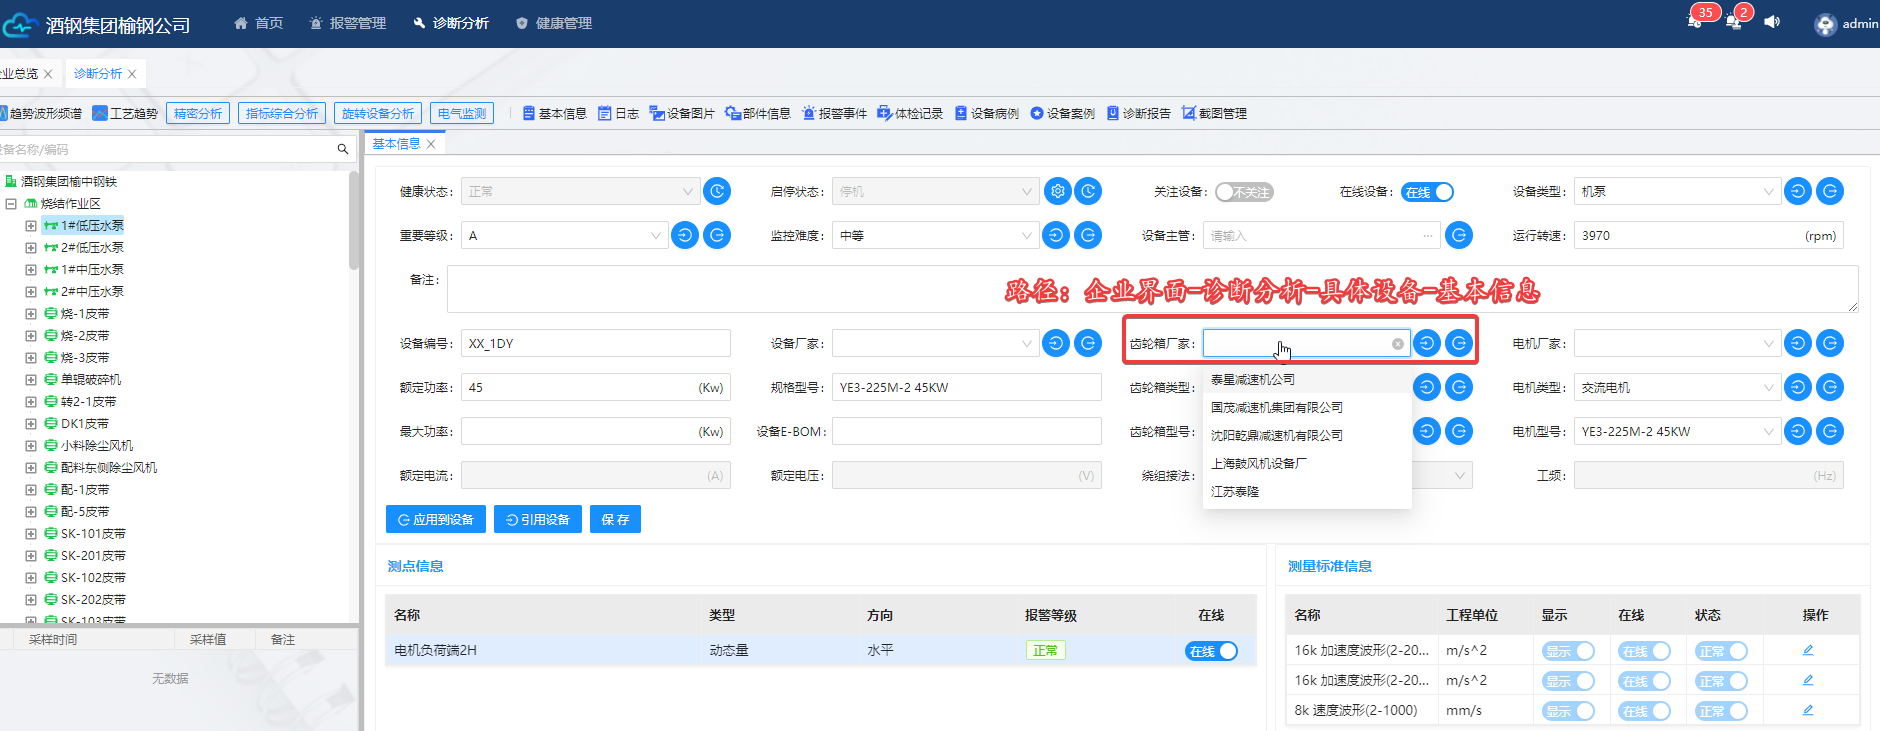 酒钢集团榆钢公司
首页
报警管理
诊断分析
健康管理
35
2
admin
企业总览
诊断分析
趋势波形频谱
工艺趋势
精密分析
指标综合分析
旋转设备分析
电气监测
基本信息
日志
设备图片
部件信息
报警事件
体检记录
设备病例
设备案例
诊断报告
截图管理
设备名称/编码
酒钢集团榆中钢铁
烧结作业区
1#低压水泵
2#低压水泵
1#中压水泵
2#中压水泵
烧-1皮带
烧-2皮带
烧-3皮带
单辊破碎机
转2-1皮带
DK1皮带
小料除尘风机
配料东侧除尘风机
配-1皮带
配-5皮带
SK-101皮带
SK-201皮带
SK-102皮带
SK-202皮带
SK-103皮带
采样时间 采样值 备注
无数据
基本信息
健康状态: 正常
启停状态: 停机
关注设备: 不关注
在线设备: 在线
设备类型: 机泵
重要等级: A
监控难度: 中等
设备主管: 请输入 ...
运行转速: 3970 (rpm)
备注:
路径：企业界面-诊断分析-具体设备-基本信息
设备编号: XX_1DY
设备厂家:
齿轮箱厂家:
电机厂家:
额定功率: 45 (Kw)
规格型号: YE3-225M-2 45KW
齿轮箱类型:
电机类型: 交流电机
最大功率: (Kw)
设备E-BOM:
齿轮箱型号:
电机型号: YE3-225M-2 45KW
额定电流: (A)
额定电压: (V)
绕组接法:
工频: (Hz)
泰星减速机公司
国茂减速机集团有限公司
沈阳乾鼎减速机有限公司
上海鼓风机设备厂
江苏泰隆
应用到设备
引用设备
保 存
测点信息
名称 类型 方向 报警等级 在线
电机负荷端2H 动态量 水平 正常 在线
测量标准信息
名称 工程单位 显示 在线 状态 操作
16k 加速度波形(2-20... m/s^2 显示 在线 正常
16k 加速度波形(2-20... m/s^2 显示 在线 正常
8k 速度波形(2-1000) mm/s 显示 在线 正常